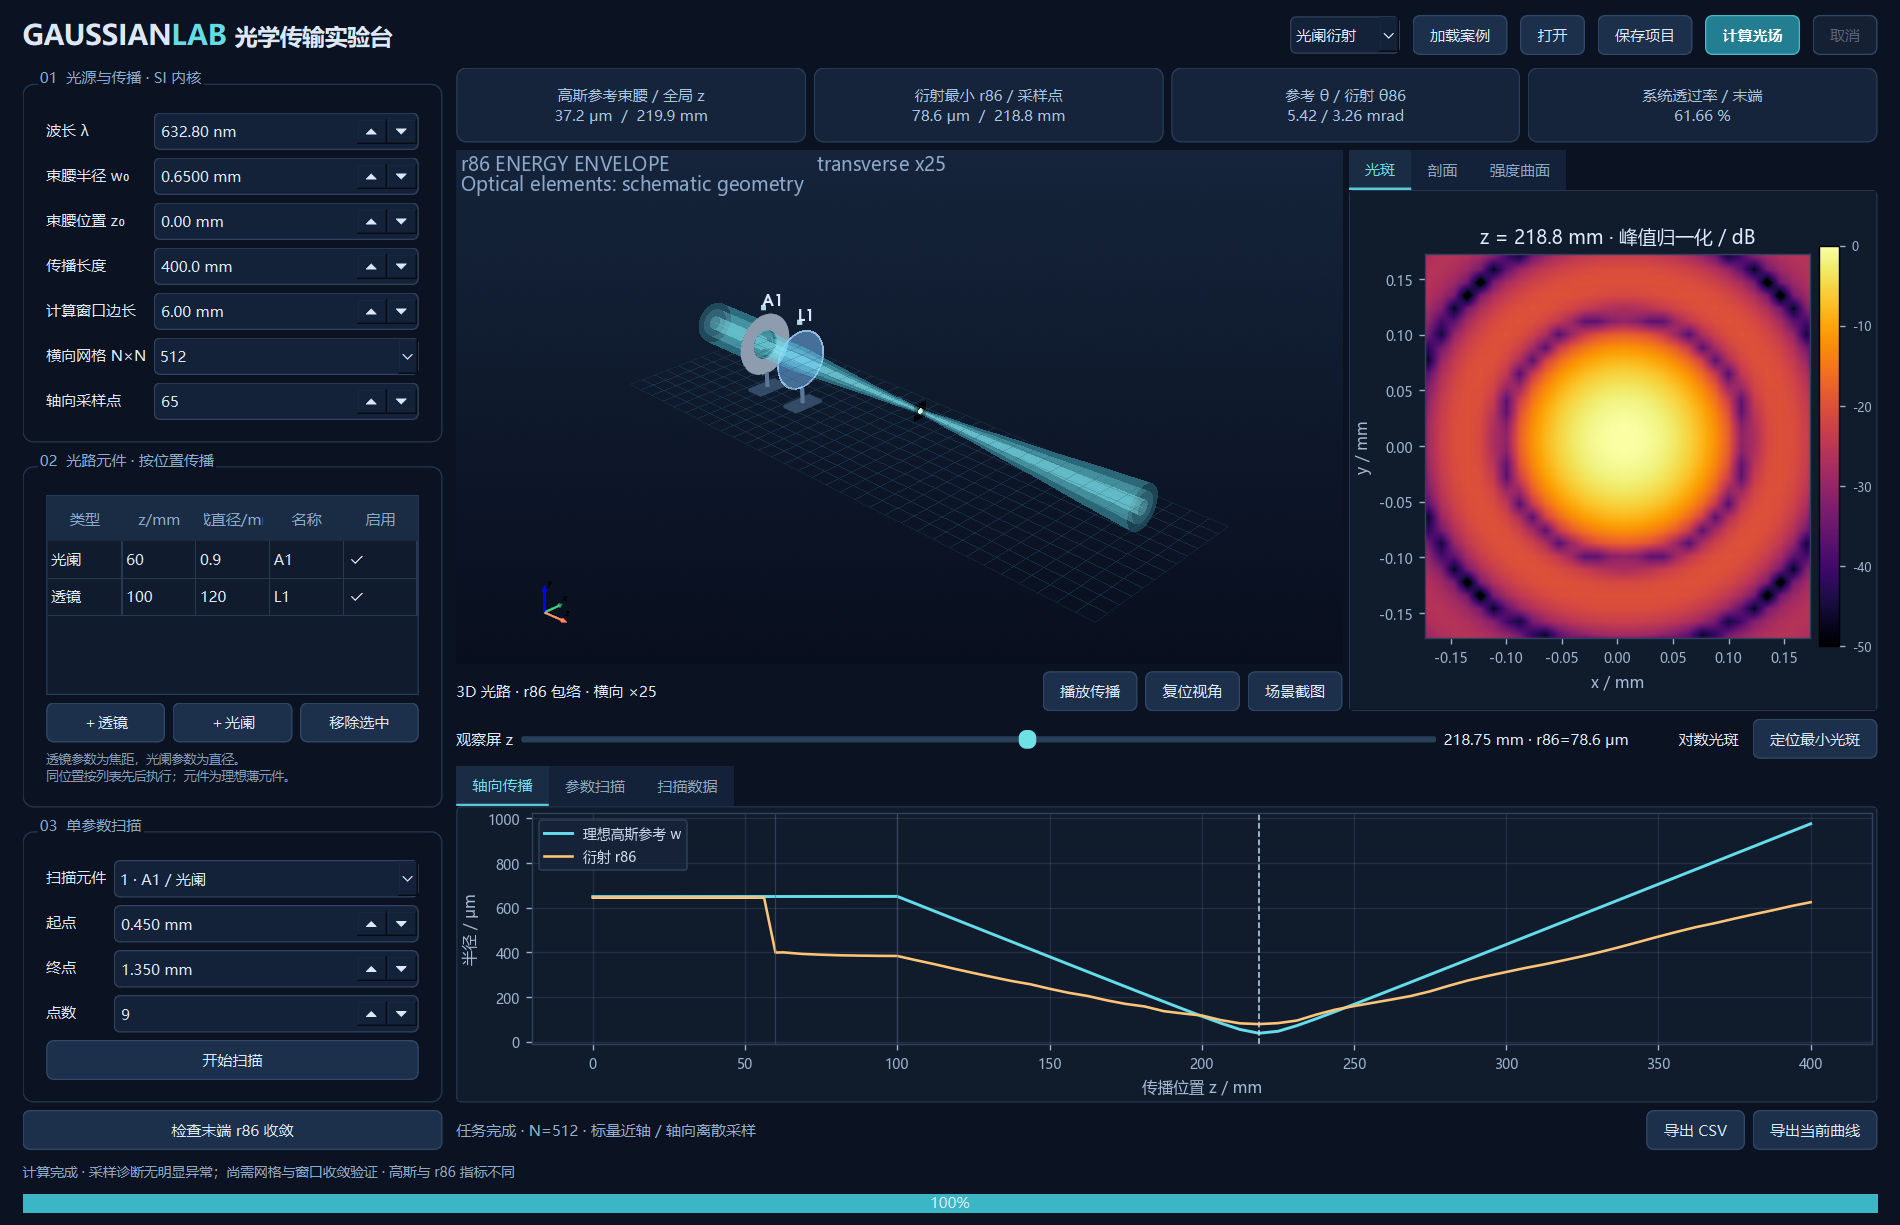 GAUSSIANLAB 光学传输实验台
光阑衍射
加载案例
打开
保存项目
计算光场
取消
01 光源与传播 · SI 内核
波长 λ
632.80 nm
束腰半径 w₀
0.6500 mm
束腰位置 z₀
0.00 mm
传播长度
400.0 mm
计算窗口边长
6.00 mm
横向网格 N×N
512
轴向采样点
65
02 光路元件 · 按位置传播
类型 z/mm 名称 启用
光阑 60 0.9 A1 ✓
透镜 100 120 L1 ✓
+ 透镜
+ 光阑
移除选中
透镜参数为焦距，光阑参数为直径。
同位置按列表先后执行；元件为理想薄元件。
03 单参数扫描
扫描元件
1 · A1 / 光阑
起点
0.450 mm
终点
1.350 mm
点数
9
开始扫描
检查末端 r86 收敛
高斯参考束腰 / 全局 z
37.2 µm / 219.9 mm
衍射最小 r86 / 采样点
78.6 µm / 218.8 mm
参考 θ / 衍射 θ86
5.42 / 3.26 mrad
系统透过率 / 末端
61.66 %
r86 ENERGY ENVELOPE transverse x25
Optical elements: schematic geometry
A1
L1
3D 光路 · r86 包络 · 横向 ×25
播放传播
复位视角
场景截图
光斑
剖面
强度曲面
z = 218.8 mm · 峰值归一化 / dB
0.15
0.10
0.05
0.00
-0.05
-0.10
-0.15
y / mm
-0.15 -0.10 -0.05 0.00 0.05 0.10 0.15
x / mm
0
-10
-20
-30
-40
-50
观察屏 z
218.75 mm · r86=78.6 µm
对数光斑
定位最小光斑
轴向传播
参数扫描
扫描数据
理想高斯参考 w
衍射 r86
1000
800
600
400
200
0
半径 / µm
0 50 100 150 200 250 300 350 400
传播位置 z / mm
任务完成 · N=512 · 标量近轴 / 轴向离散采样
导出 CSV
导出当前曲线
计算完成 · 采样诊断无明显异常；尚需网格与窗口收敛验证 · 高斯与 r86 指标不同
100%